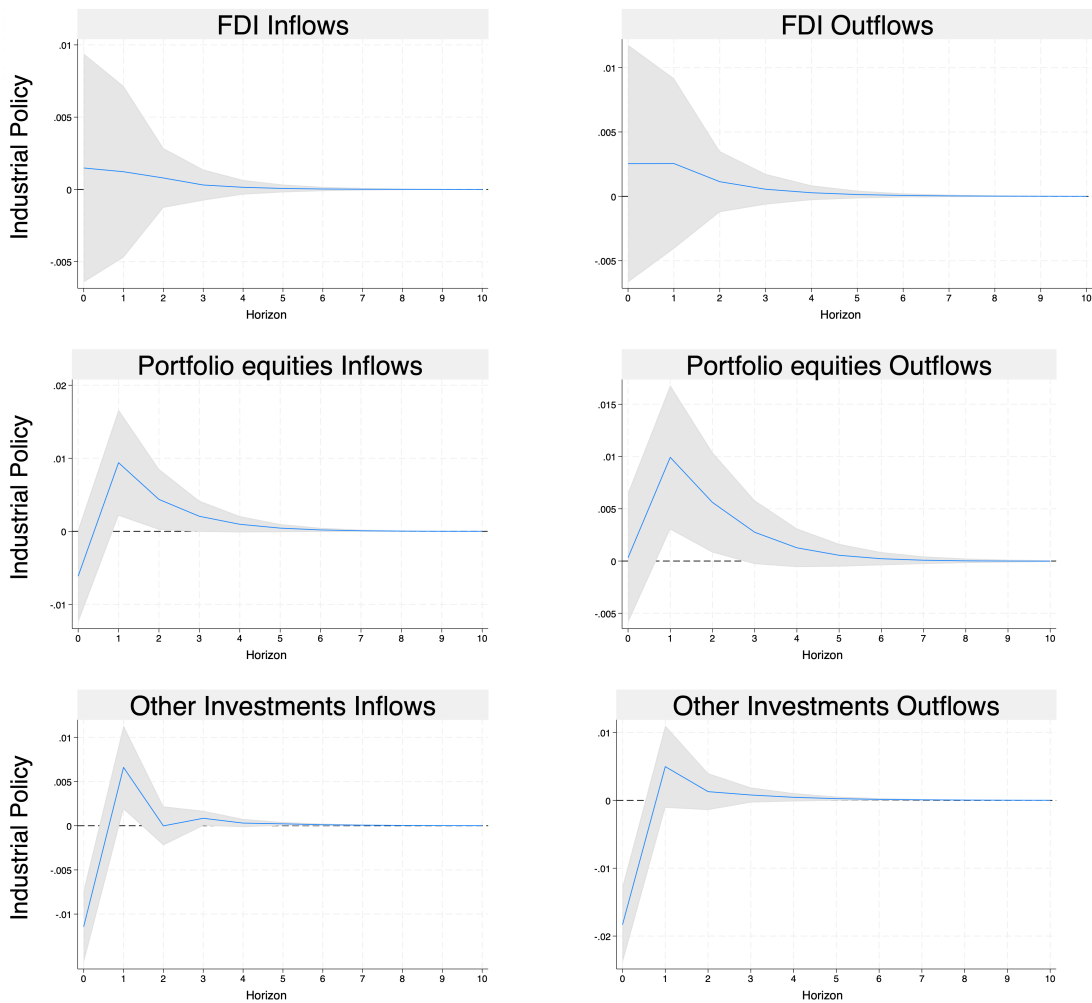 FDI Inflows
Industrial Policy
.01
.005
0
-.005
0 1 2 3 4 5 6 7 8 9 10
Horizon
FDI Outflows
.01
.005
0
-.005
0 1 2 3 4 5 6 7 8 9 10
Horizon
Portfolio equities Inflows
Industrial Policy
.02
.01
0
-.01
0 1 2 3 4 5 6 7 8 9 10
Horizon
Portfolio equities Outflows
.015
.01
.005
0
-.005
0 1 2 3 4 5 6 7 8 9 10
Horizon
Other Investments Inflows
Industrial Policy
.01
.005
0
-.005
-.01
0 1 2 3 4 5 6 7 8 9 10
Horizon
Other Investments Outflows
.01
0
-.01
-.02
0 1 2 3 4 5 6 7 8 9 10
Horizon